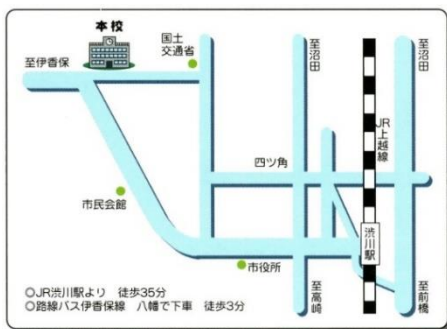 本校
至伊香保
国土
交通省
至沼田
至沼田
JR上越線
四ツ角
市民会館
渋川駅
市役所
至高崎
至前橋
◎JR渋川駅より 徒歩35分
◎路線バス伊香保線 八幡で下車 徒歩3分